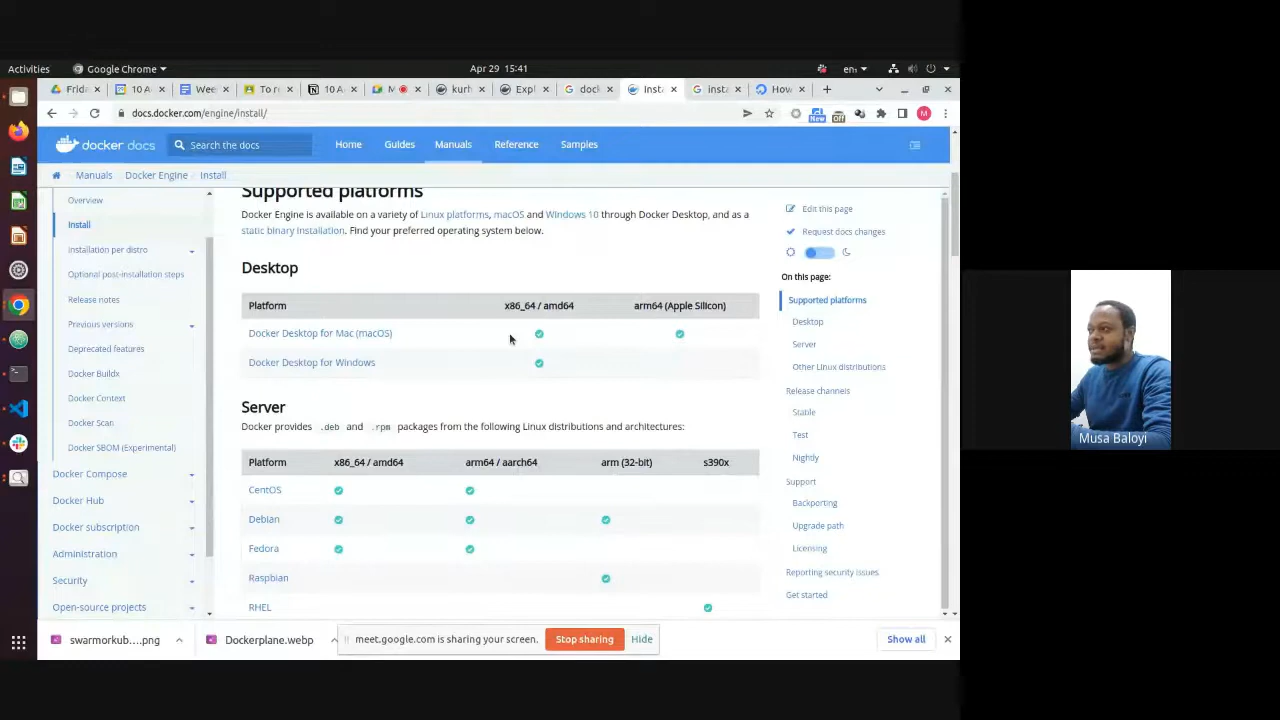 Activities
Google Chrome
Apr 29 15:41
en₁
Frida
10 A
Wee
To r
10 A
M
kurh
Expl
dock
Insta
insta
How
docs.docker.com/engine/install/
New
Off
M
docker docs
Search the docs
Home
Guides
Manuals
Reference
Samples
Manuals
Docker Engine
Install
Overview
Install
Installation per distro
Optional post-installation steps
Release notes
Previous versions
Deprecated features
Docker Buildx
Docker Context
Docker Scan
Docker SBOM (Experimental)
Docker Compose
Docker Hub
Docker subscription
Administration
Security
Open-source projects
Supported platforms
Docker Engine is available on a variety of Linux platforms, macOS and Windows 10 through Docker Desktop, and as a
static binary installation. Find your preferred operating system below.
Desktop
Platform x86_64 / amd64 arm64 (Apple Silicon)
Docker Desktop for Mac (macOS)
Docker Desktop for Windows
Server
Docker provides .deb and .rpm packages from the following Linux distributions and architectures:
Platform x86_64 / amd64 arm64 / aarch64 arm (32-bit) s390x
CentOS
Debian
Fedora
Raspbian
RHEL
Edit this page
Request docs changes
On this page:
Supported platforms
Desktop
Server
Other Linux distributions
Release channels
Stable
Test
Nightly
Support
Backporting
Upgrade path
Licensing
Reporting security issues
Get started
Musa Baloyi
swarmorkub....png
Dockerplane.webp
meet.google.com is sharing your screen.
Stop sharing
Hide
Show all